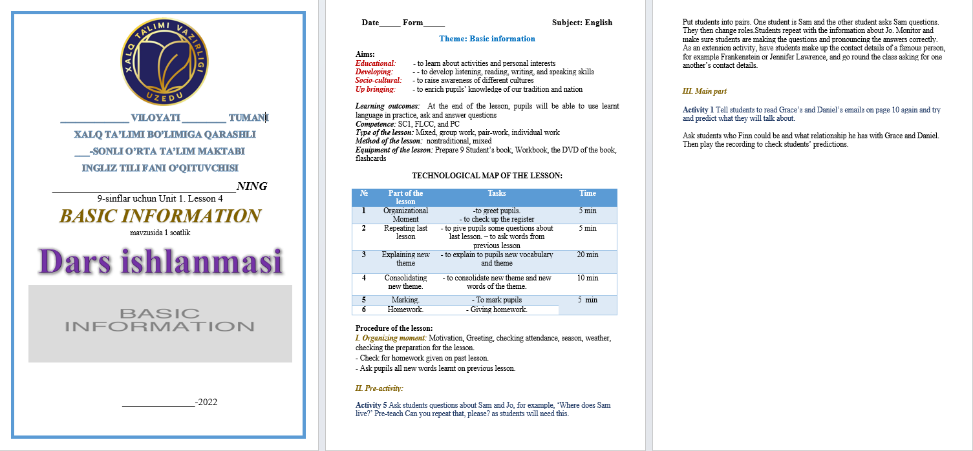 XALQ TALIMI VAZIRLIGI
UZEDU
______________ VILOYATI _________ TUMANI
XALQ TA'LIMI BO'LIMIGA QARASHLI
___-SONLI O'RTA TA'LIM MAKTABI
INGLIZ TILI FANI O'QITUVCHISI
_________________________________NING
9-sinflar uchun Unit 1. Lesson 4
BASIC INFORMATION
mavzusida 1 soatlik
Dars ishlanmasi
BASIC
INFORMATION
_______________-2022
Date_____ Form_____ Subject: English
Theme: Basic information
Aims:
Educational: - to learn about activities and personal interests
Developing: - - to develop listening, reading, writing, and speaking skills
Socio-cultural: - to raise awareness of different cultures
Up bringing: - to enrich pupils' knowledge of our tradition and nation
Learning outcomes: At the end of the lesson, pupils will be able to use learnt
language in practice, ask and answer questions
Competence: SC1, FLCC, and PC
Type of the lesson: Mixed, group work, pair-work, individual work
Method of the lesson: nontraditional, mixed
Equipment of the lesson: Prepare 9 Student's book, Workbook, the DVD of the book,
flashcards
TECHNOLOGICAL MAP OF THE LESSON:
№ Part of the lesson Tasks Time
1 Organizational Moment -to greet pupils. - to check up the register 5 min
2 Repeating last lesson - to give pupils some questions about last lesson. – to ask words from previous lesson 5 min
3 Explaining new theme - to explain to pupils new vocabulary and theme 20 min
4 Consolidating new theme. - to consolidate new theme and new words of the theme. 10 min
5 Marking. - To mark pupils 5 min
6 Homework. - Giving homework.
Procedure of the lesson:
I. Organizing moment: Motivation, Greeting, checking attendance, season, weather,
checking the preparation for the lesson.
- Check for homework given on past lesson.
- Ask pupils all new words learnt on previous lesson.
II. Pre-activity:
Activity 5 Ask students questions about Sam and Jo, for example, 'Where does Sam
live?' Pre-teach Can you repeat that, please? as students will need this.
Put students into pairs. One student is Sam and the other student asks Sam questions.
They then change roles.Students repeat with the information about Jo. Monitor and
make sure students are making the questions and pronouncing the answers correctly.
As an extension activity, have students make up the contact details of a famous person,
for example Frankenstein or Jennifer Lawrence, and go round the class asking for one
another's contact details.
III. Main part
Activity 1 Tell students to read Grace's and Daniel's emails on page 10 again and try
and predict what they will talk about.
Ask students who Finn could be and what relationship he has with Grace and Daniel.
Then play the recording to check students' predictions.